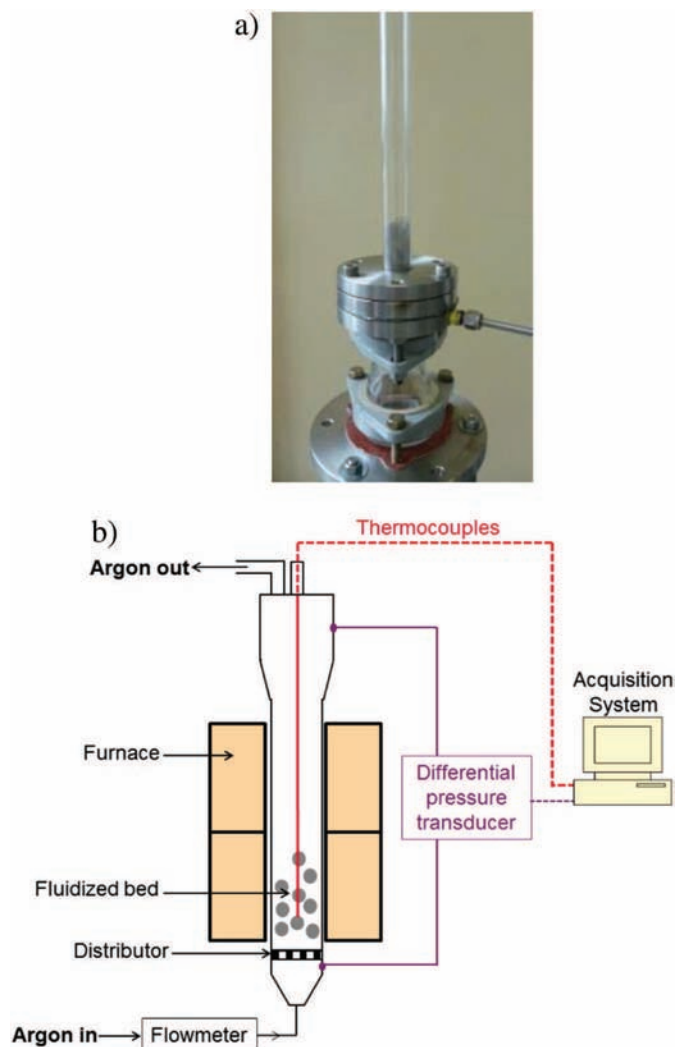 a)
b)
Thermocouples
Argon out
Acquisition
System
Furnace
Differential
pressure
transducer
Fluidized bed
Distributor
Argon in
Flowmeter